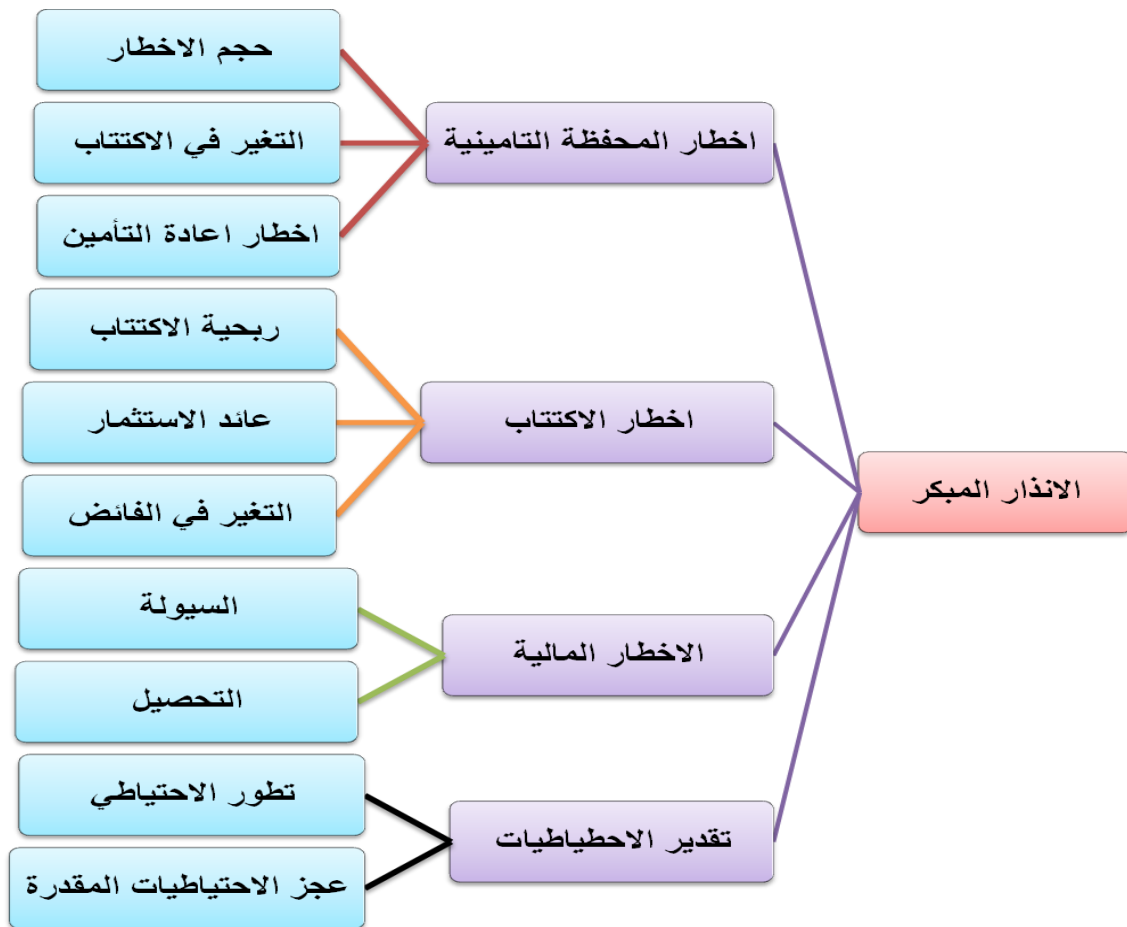 الانذار المبكر
اخطار المحفظة التامينية
حجم الاخطار
التغير في الاكتتاب
اخطار اعادة التأمين
اخطار الاكتتاب
ربحية الاكتتاب
عائد الاستثمار
التغير في الفائض
الاخطار المالية
السيولة
التحصيل
تقدير الاحطياطيات
تطور الاحتياطي
عجز الاحتياطيات المقدرة